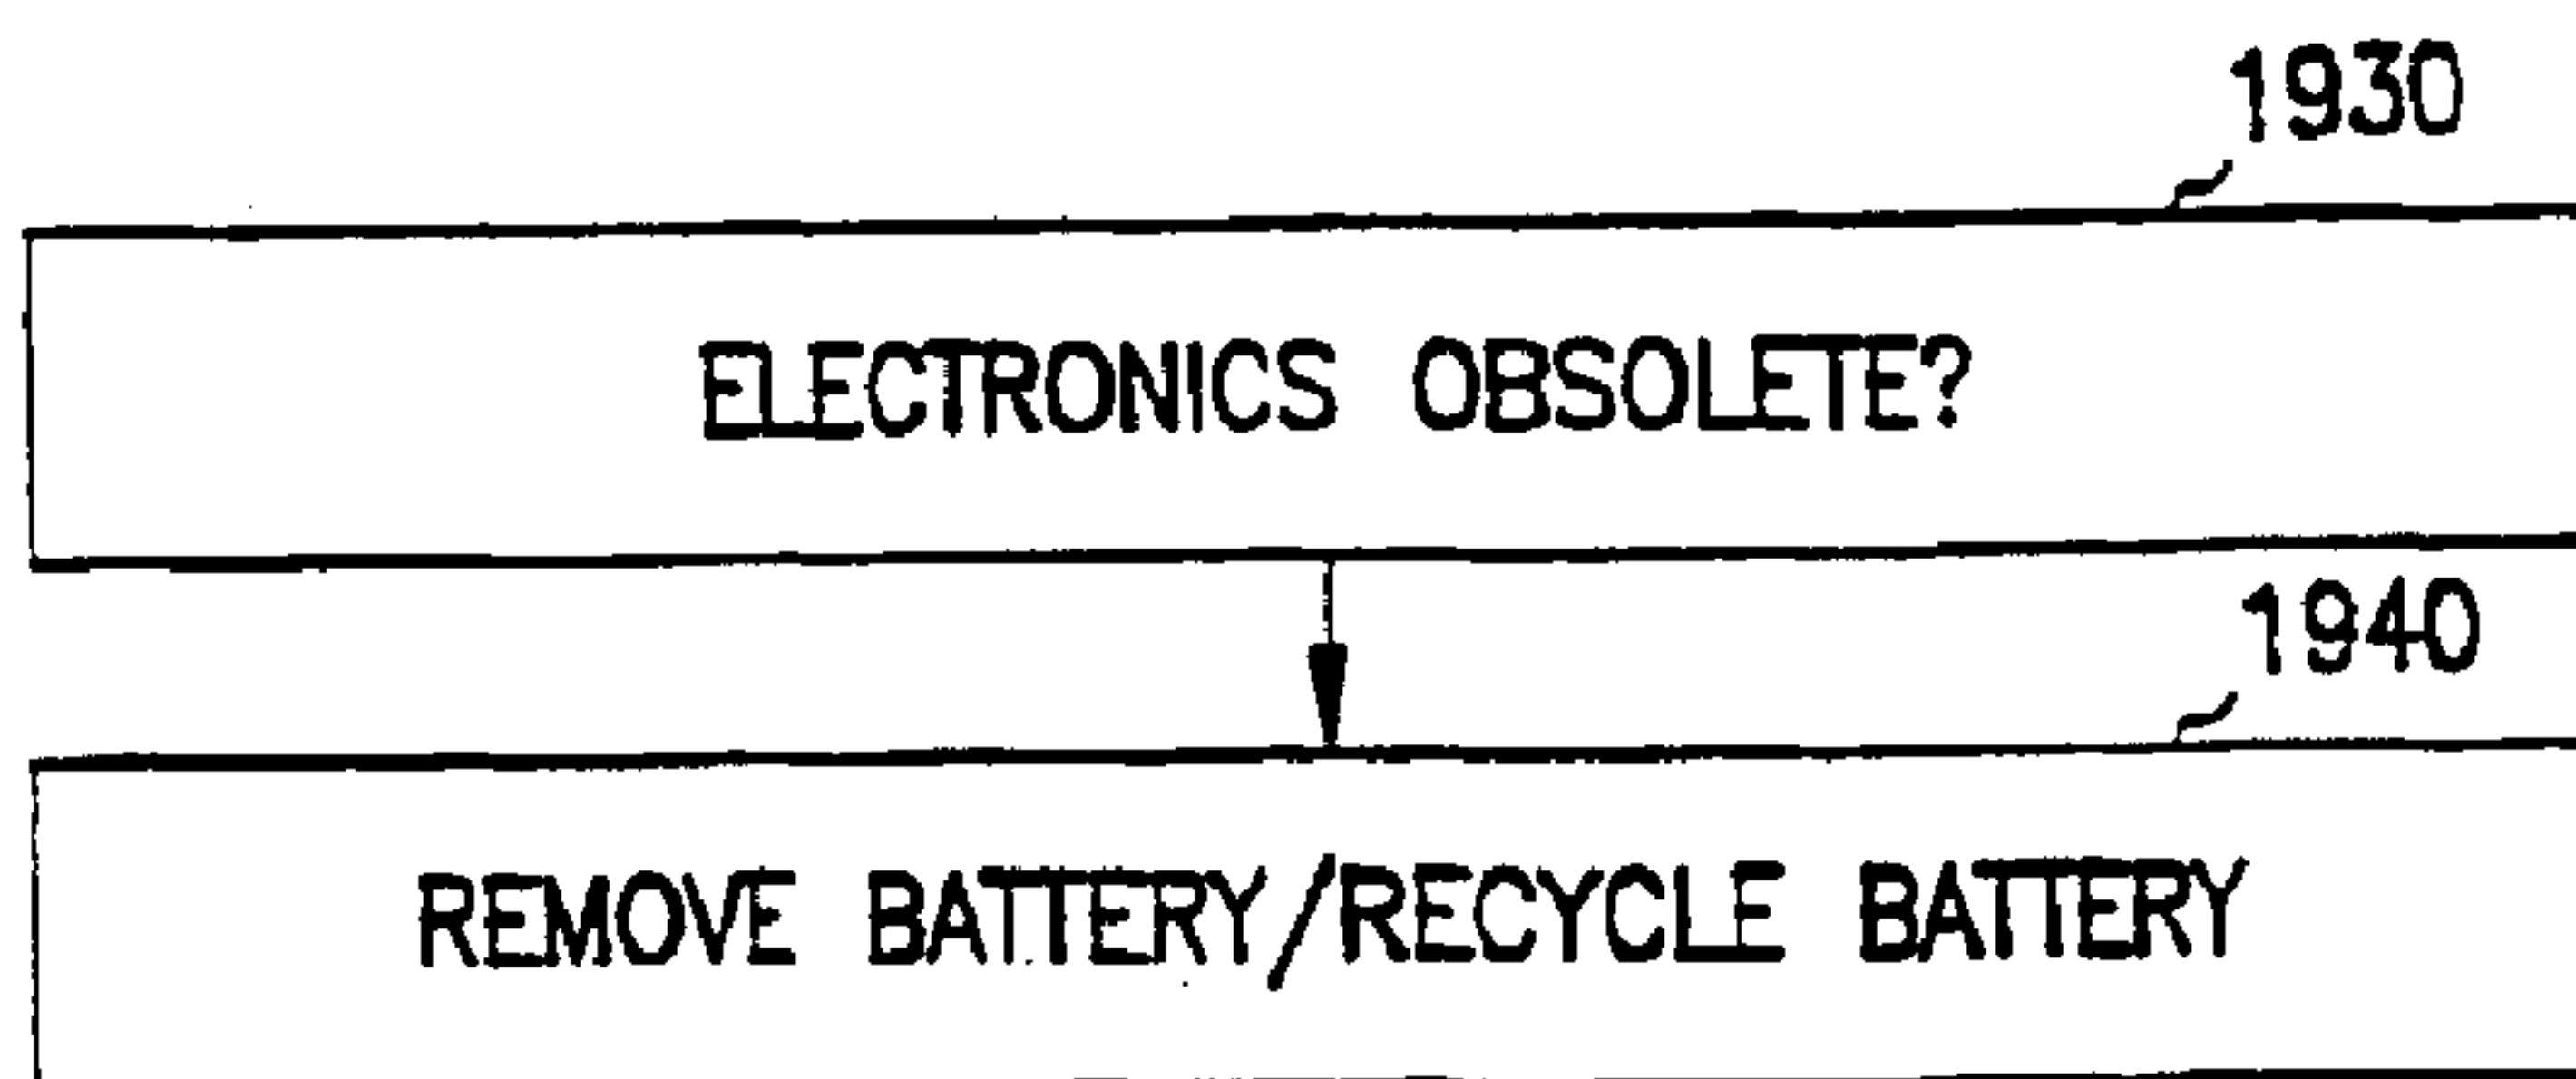 1930
ELECTRONICS OBSOLETE?
1940
REMOVE BATTERY/RECYCLE BATTERY